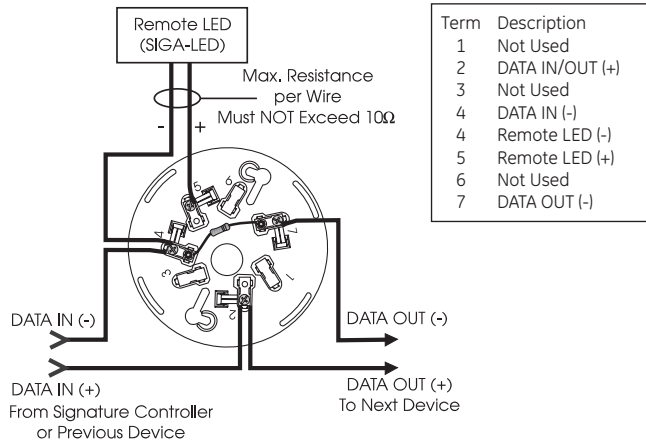 Remote LED
(SIGA-LED)
Max. Resistance
per Wire
Must NOT Exceed 10Ω
- +
5
6
4
7
3
1
2
DATA IN (-)
DATA IN (+)
From Signature Controller
or Previous Device
DATA OUT (-)
DATA OUT (+)
To Next Device
Term Description
1 Not Used
2 DATA IN/OUT (+)
3 Not Used
4 DATA IN (-)
4 Remote LED (-)
5 Remote LED (+)
6 Not Used
7 DATA OUT (-)